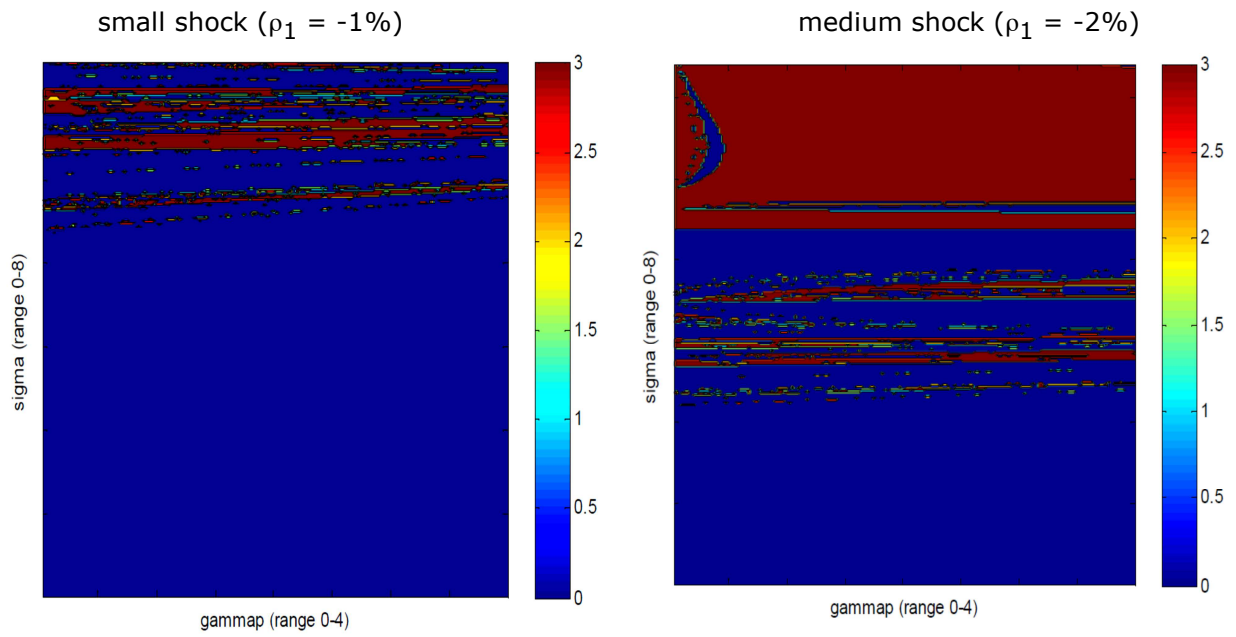 small shock (ρ1 = -1%)
medium shock (ρ1 = -2%)
sigma (range 0-8)
3
2.5
2
1.5
1
0.5
0
gammap (range 0-4)
sigma (range 0-8)
3
2.5
2
1.5
1
0.5
0
gammap (range 0-4)